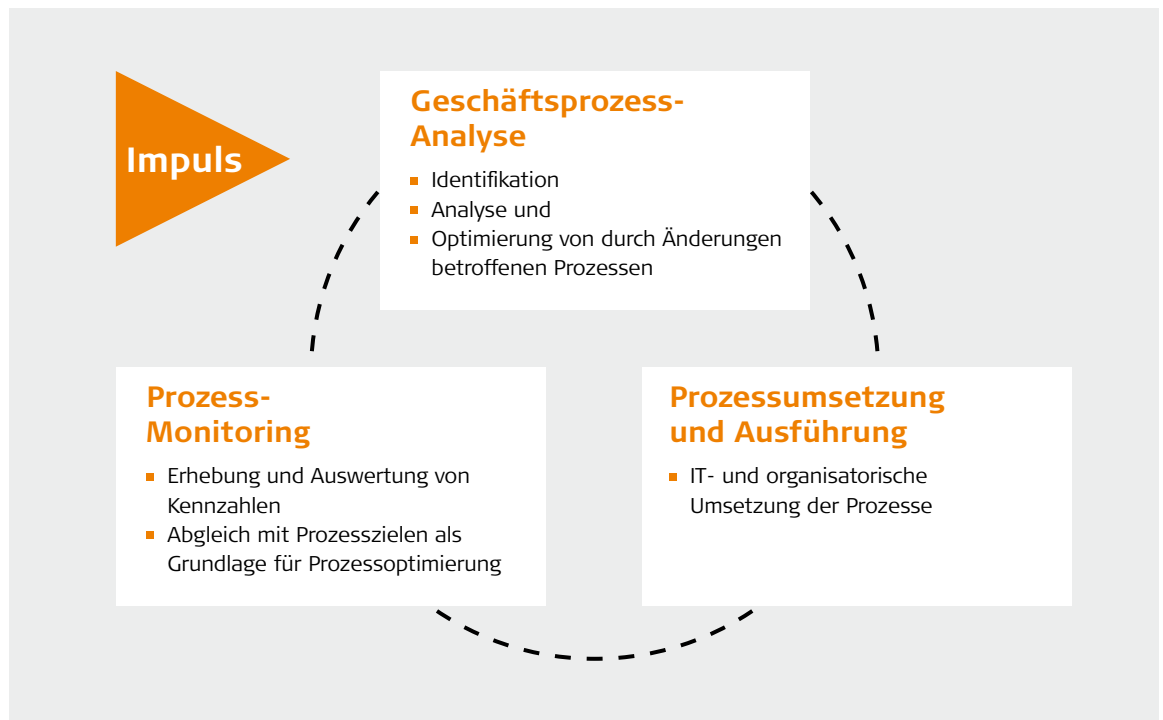 Impuls
Geschäftsprozess-
Analyse
Identifikation
Analyse und
Optimierung von durch Änderungen
betroffenen Prozessen
Prozess-
Monitoring
Erhebung und Auswertung von
Kennzahlen
Abgleich mit Prozesszielen als
Grundlage für Prozessoptimierung
Prozessumsetzung
und Ausführung
IT- und organisatorische
Umsetzung der Prozesse